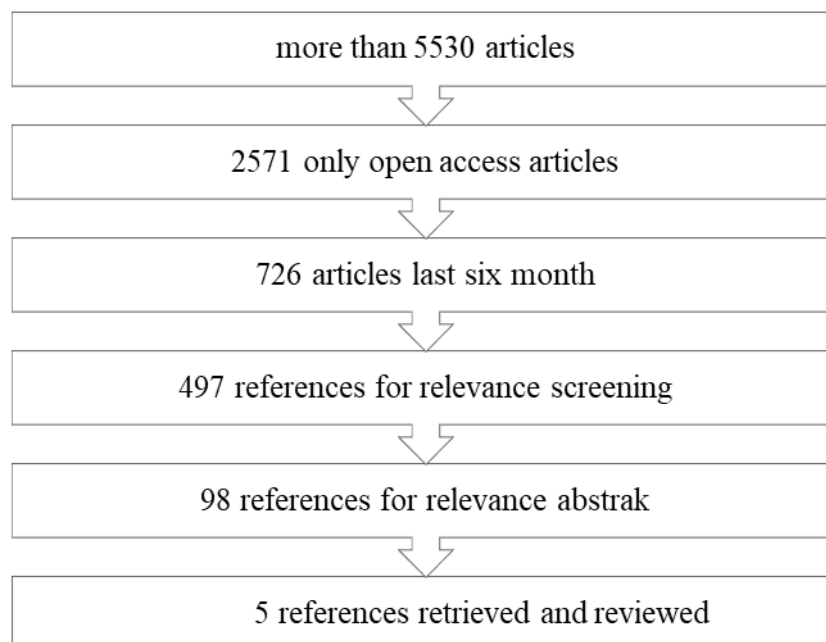 more than 5530 articles
2571 only open access articles
726 articles last six month
497 references for relevance screening
98 references for relevance abstrak
5 references retrieved and reviewed